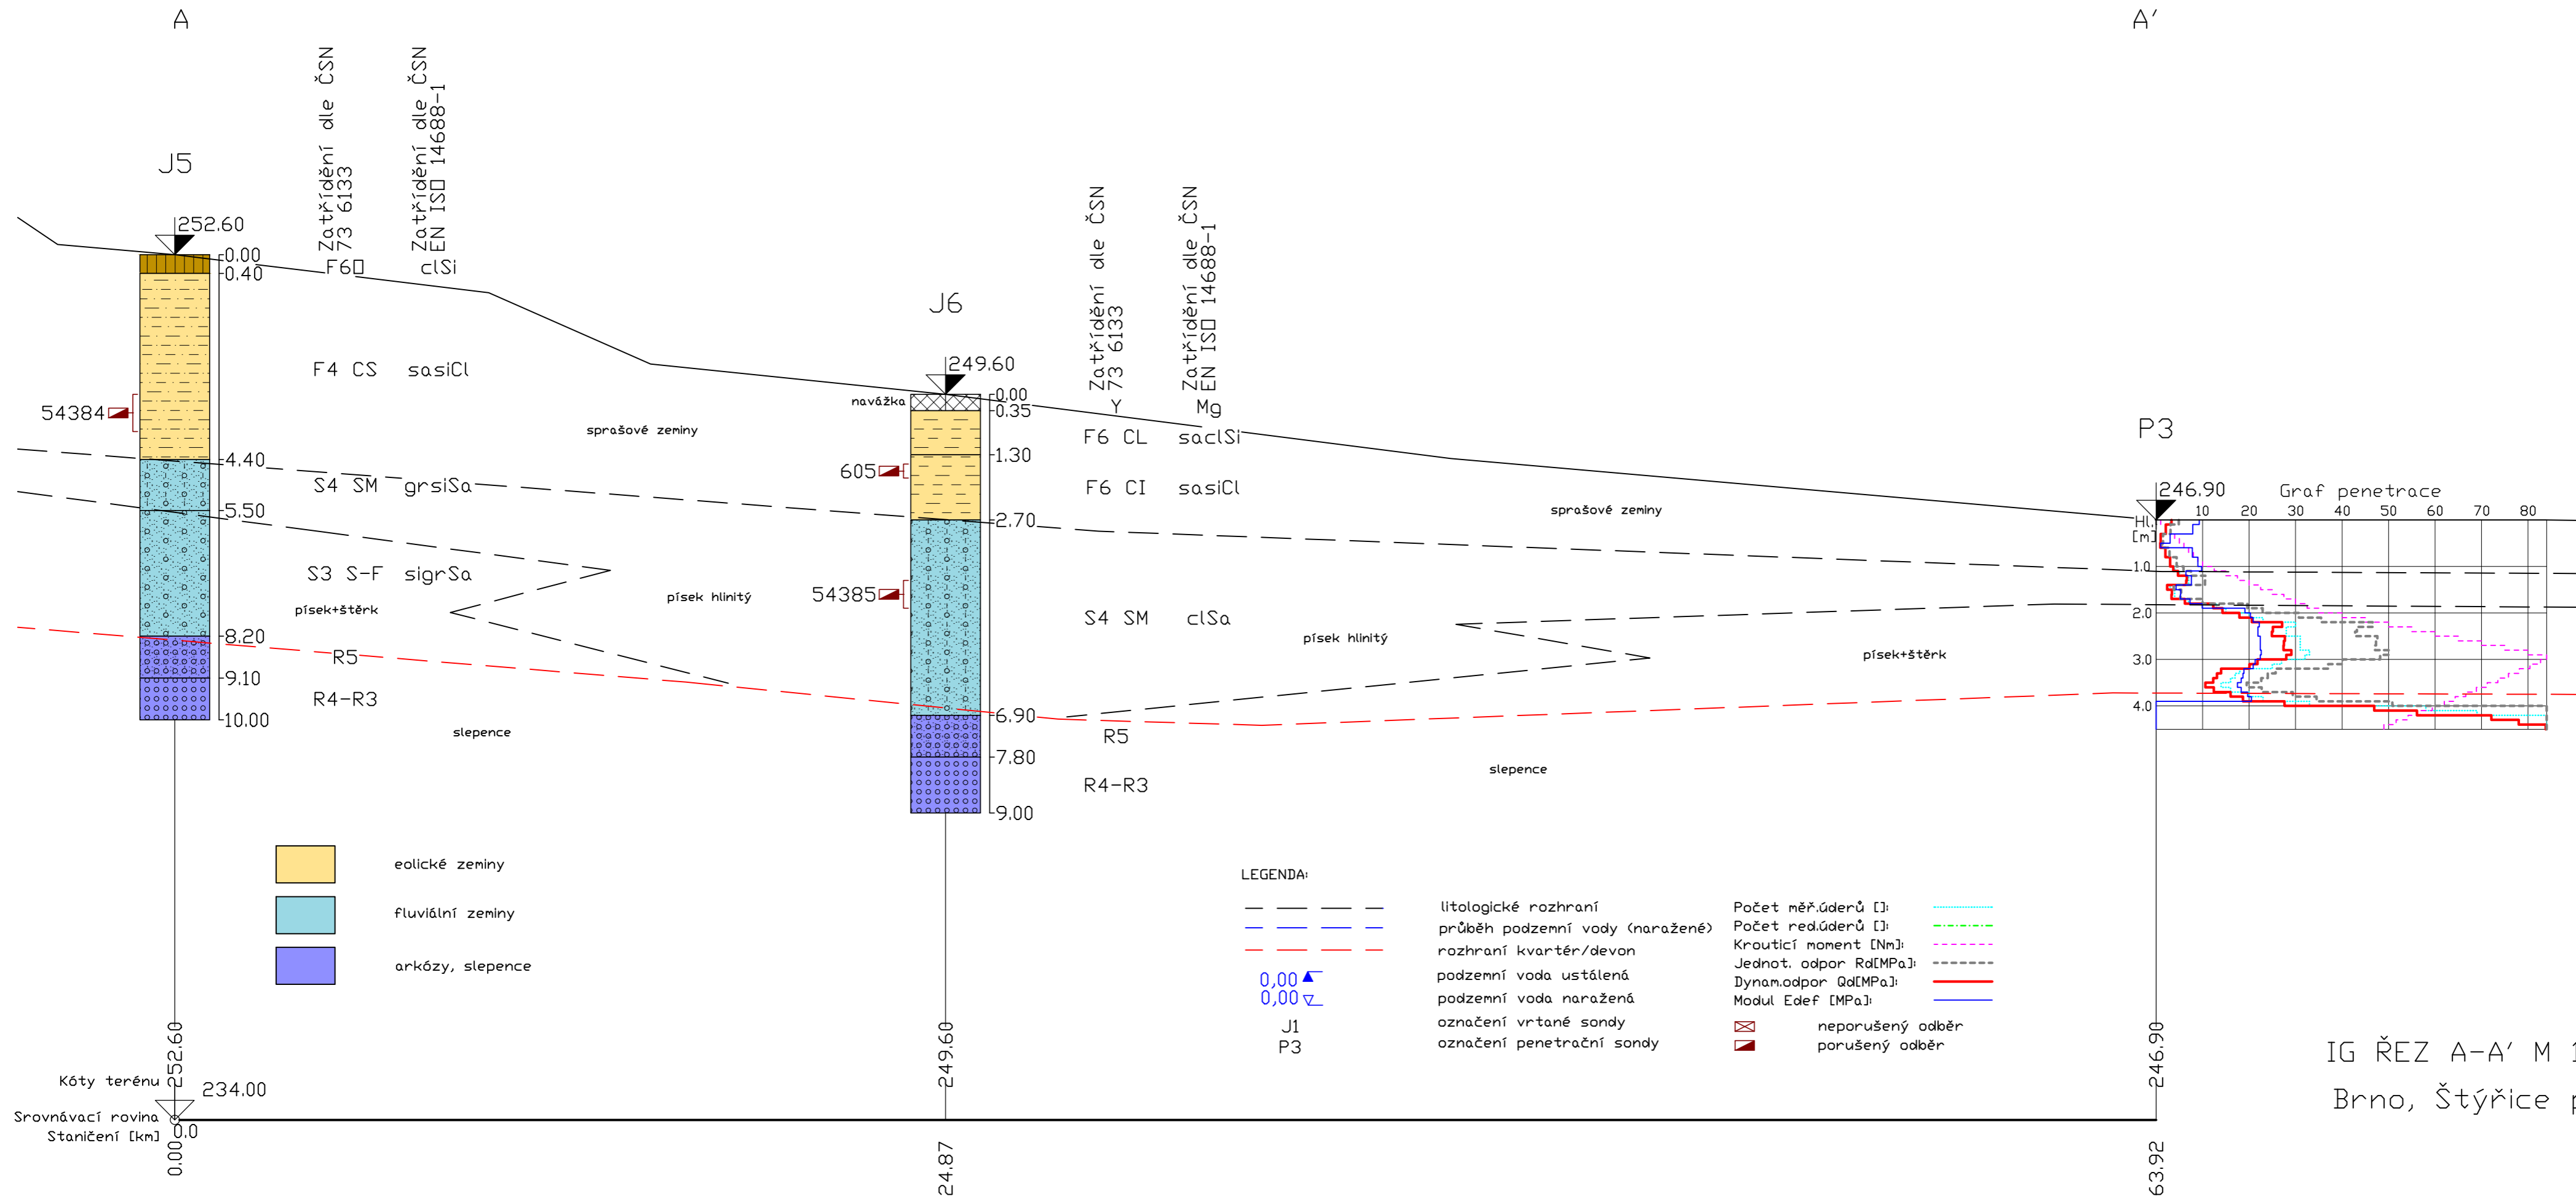 A
A'
J5
Zatřídění dle ČSN
73 6133
Zatřídění dle ČSN
EN ISO 14688-1
252.60
0.00
0.40
4.40
5.50
8.20
9.10
10.00
F6O clSi
F4 CS sasiCl
54384
S4 SM grsiSa
S3 S-F sigrSa
písek+štěrk
R5
R4-R3
sprašové zeminy
písek hlinitý
slepence
J6
Zatřídění dle ČSN
73 6133
Zatřídění dle ČSN
EN ISO 14688-1
249.60
navážka
0.00
0.35
1.30
2.70
6.90
7.80
9.00
Y Mg
F6 CL saclSi
605
F6 CI sasiCl
54385
S4 SM clSa
R5
R4-R3
sprašové zeminy
písek hlinitý
písek+štěrk
slepence
P3
246.90
Graf penetrace
Hl.
[m]
10 20 30 40 50 60 70 80
1.0
2.0
3.0
4.0
eolické zeminy
fluviální zeminy
arkózy, slepence
LEGENDA:
litologické rozhraní
průběh podzemní vody (naražené)
rozhraní kvartér/devon
0,00 podzemní voda ustálená
0,00 podzemní voda naražená
J1 označení vrtané sondy
P3 označení penetrační sondy
Počet měř.úderů []:
Počet red.úderů []:
Krouticí moment [Nm]:
Jednot. odpor Rd[MPa]:
Dynam.odpor Qd[MPa]:
Modul Edef [MPa]:
neporušený odběr
porušený odběr
IG ŘEZ A-A' M 1
Brno, Štýřice p
Kóty terénu
252.60
249.60
246.90
234.00
Srovnávací rovina
Staničení [km]
0.0
0.00
24.87
63.92